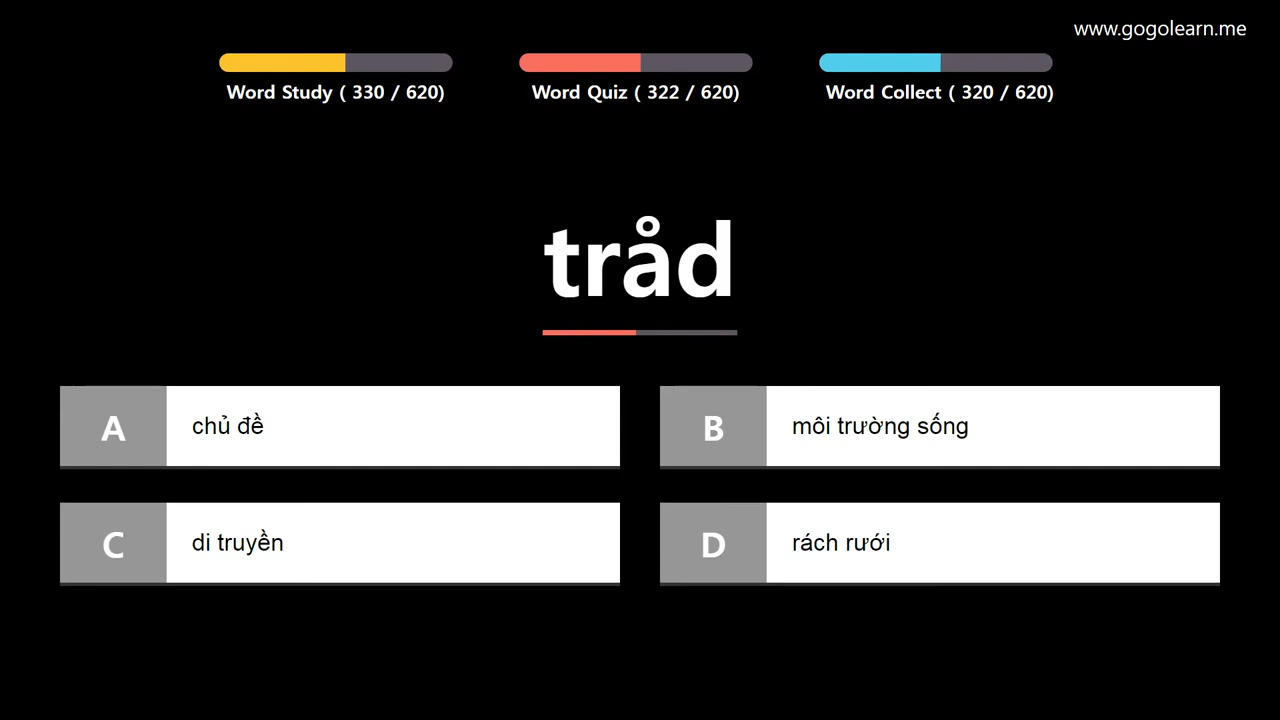 www.gogolearn.me
Word Study ( 330 / 620)
Word Quiz ( 322 / 620)
Word Collect ( 320 / 620)
tråd
A
chủ đề
B
môi trường sống
C
di truyền
D
rách rưới